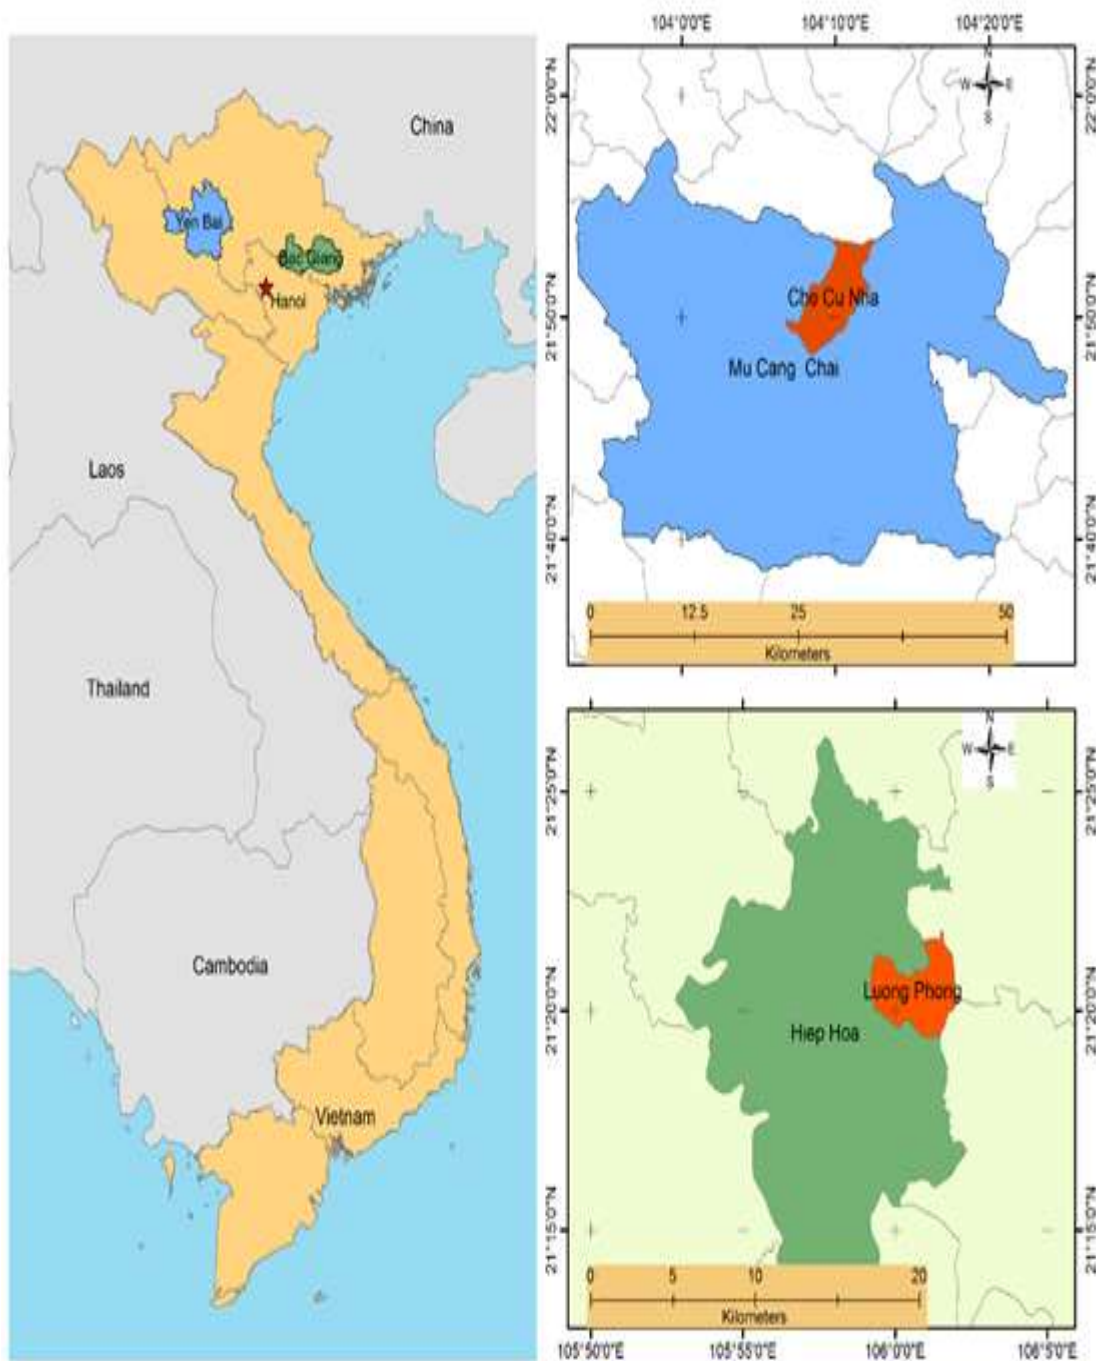 China
Yen Bai
Bac Giang
Hanoi
Laos
Thailand
Cambodia
Vietnam
104°0'0"E 104°10'0"E 104°20'0"E
N
W E
S
22°0'0"N
21°50'0"N
21°40'0"N
Che Cu Nha
Mu Cang Chai
0 12.5 25 50
Kilometers
N
W E
S
21°25'0"N
21°20'0"N
21°15'0"N
Luong Phong
Hiep Hoa
0 5 10 20
Kilometers
105°50'0"E 105°55'0"E 106°0'0"E 106°5'0"E